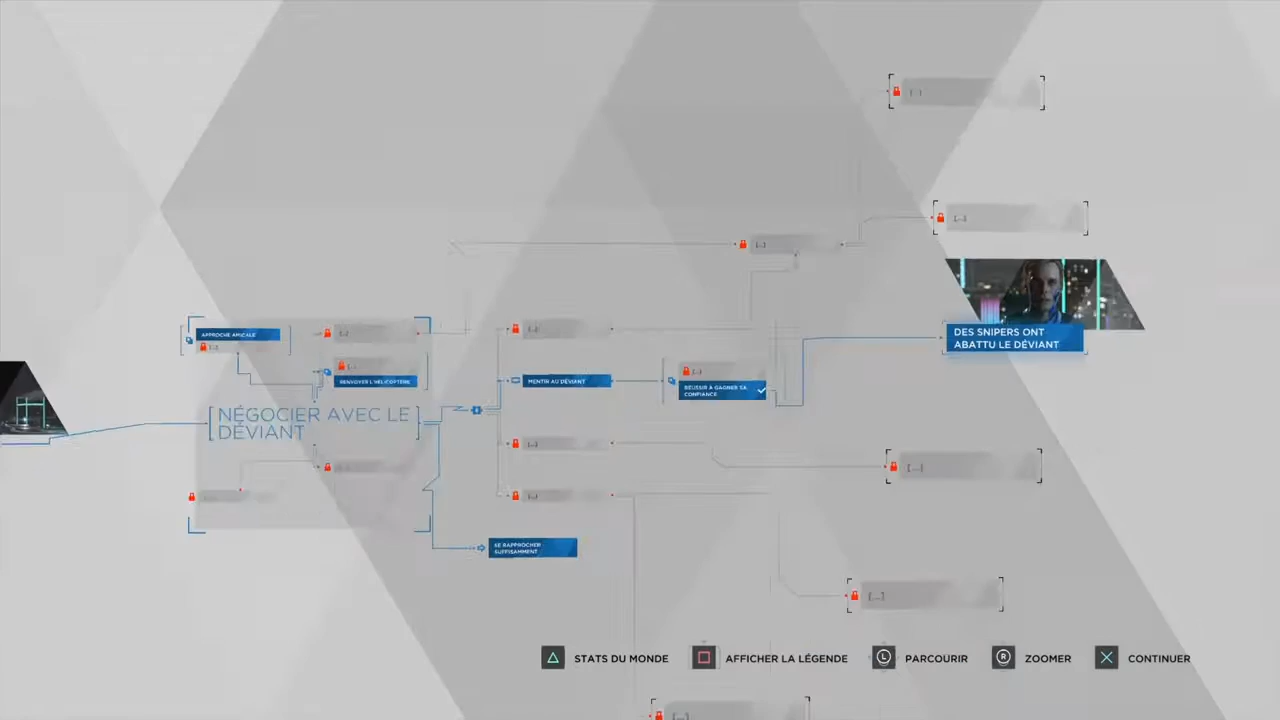 [...]
[...]
[...]
APPROCHE AMICALE
[...]
[...]
[...]
DES SNIPERS ONT
ABATTU LE DÉVIANT
[...]
[...]
RENVOYER L'HÉLICOPTÈRE
MENTIR AU DÉVIANT
[...]
RÉUSSIR À GAGNER SA
CONFIANCE
NÉGOCIER AVEC LE
DÉVIANT
[...]
[...]
[...]
SE RAPPROCHER
SUFFISAMMENT
[...]
STATS DU MONDE
AFFICHER LA LÉGENDE
L
PARCOURIR
R
ZOOMER
CONTINUER
[...]